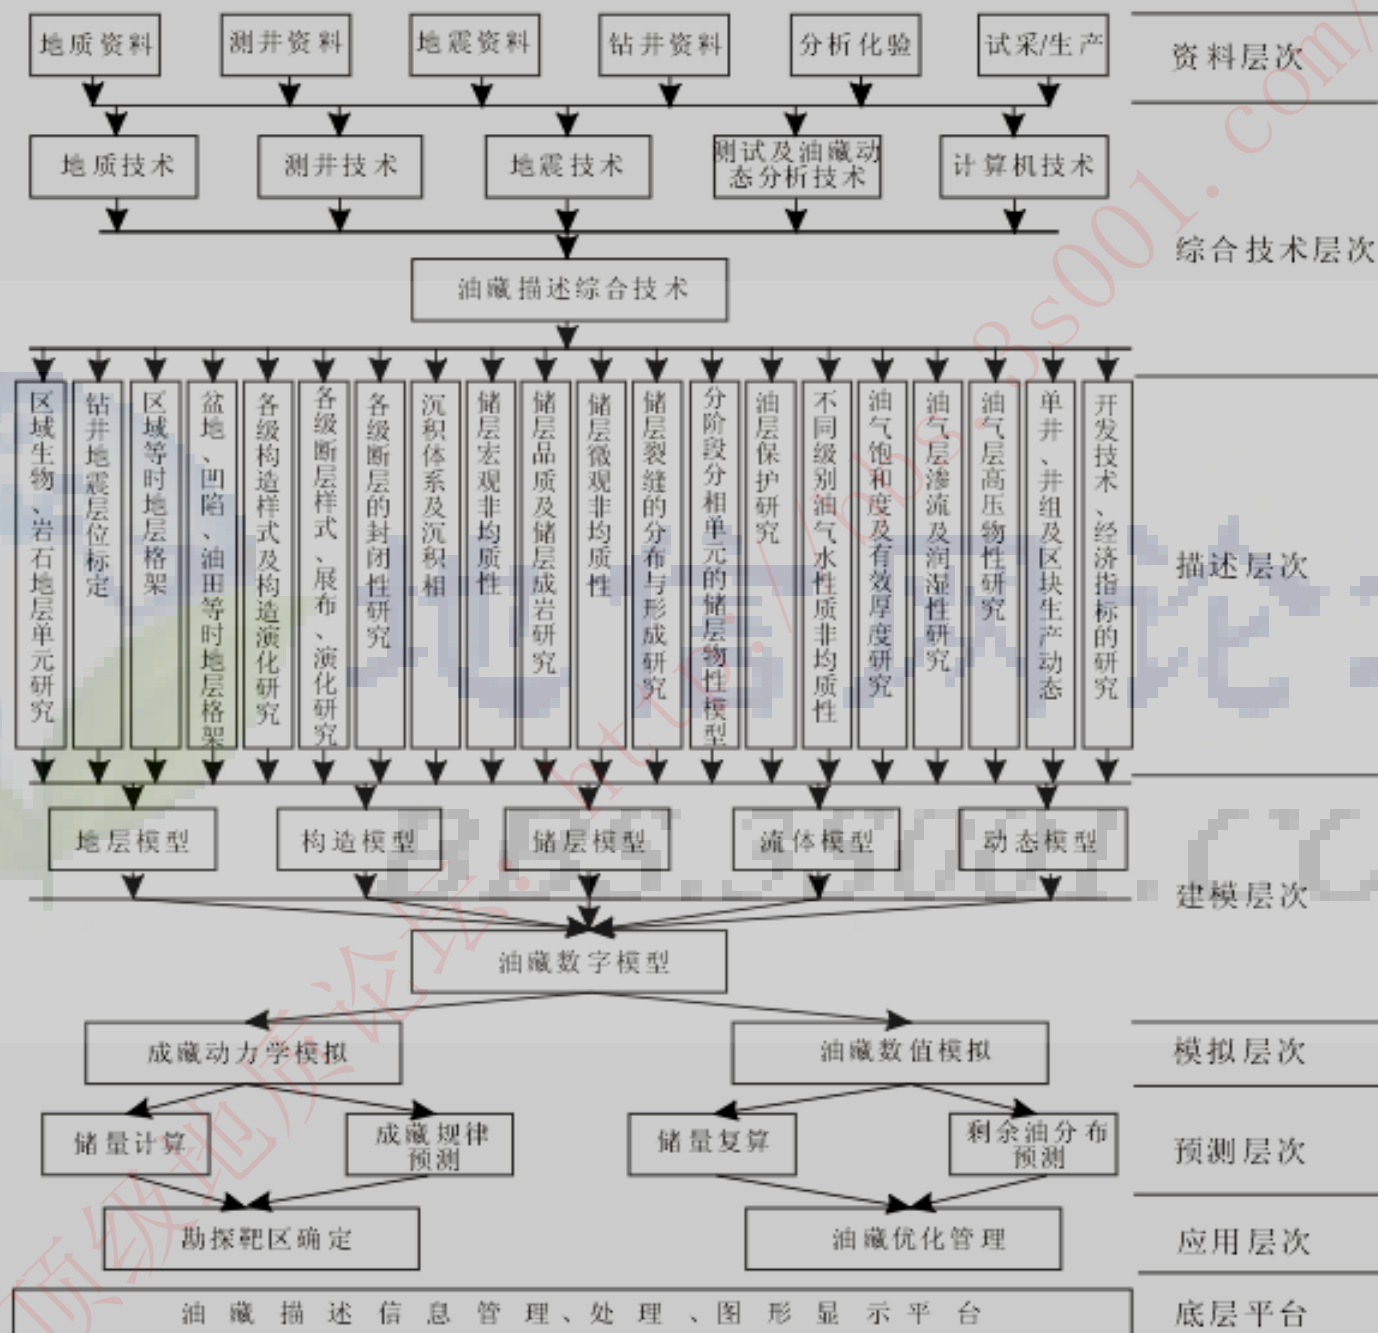 地质资料
测井资料
地震资料
钻井资料
分析化验
试采/生产
资料层次
地质技术
测井技术
地震技术
测试及油藏动
态分析技术
计算机技术
综合技术层次
油藏描述综合技术
区域生物、岩石地层单元研究
钻井地震层位标定
区域等时地层格架
盆地、凹陷、油田等时地层格架
各级构造样式及构造演化研究
各级断层样式、展布、演化研究
各级断层的封闭性研究
沉积体系及沉积相
储层宏观非均质性
储层品质及储层成岩研究
储层微观非均质性
储层裂缝的分布与形成研究
分阶段分相单元的储层物性模型
油层保护研究
不同级别油气水性质非均质性
油气饱和度及有效厚度研究
油气层渗流及润湿性研究
油气层高压物性研究
单井、井组及区块生产动态
开发技术、经济指标的研究
描述层次
地层模型
构造模型
储层模型
流体模型
动态模型
建模层次
油藏数字模型
成藏动力学模拟
油藏数值模拟
模拟层次
储量计算
成藏规律
预测
储量复算
剩余油分布
预测
预测层次
勘探靶区确定
油藏优化管理
应用层次
油藏描述信息管理、处理、图形显示平台
底层平台
顶级地质论坛:http://bbs.3s001.com/
地信网论
BBS.3S001.CO